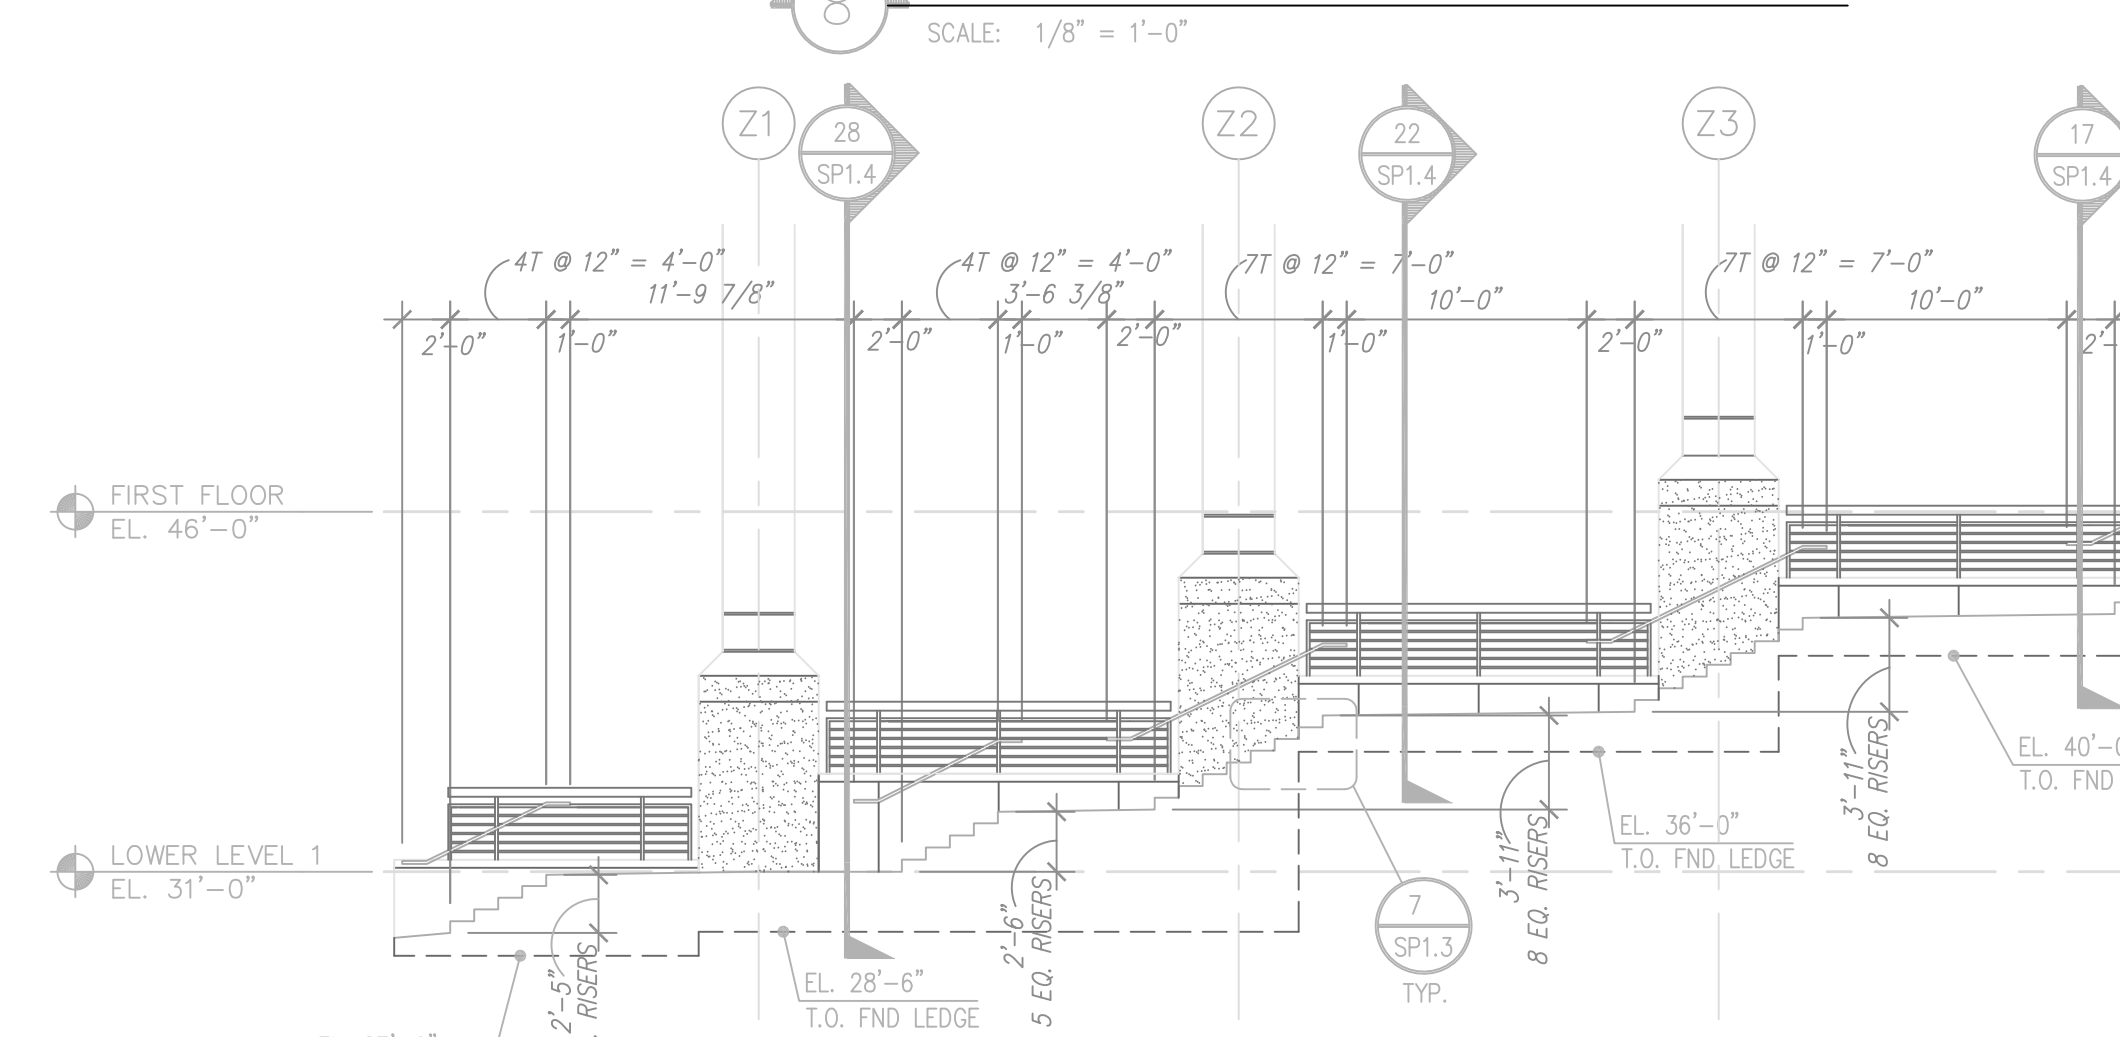 8
SCALE: 1/8" = 1'-0"
Z1
28
SP1.4
Z2
22
SP1.4
Z3
17
SP1.4
4T @ 12" = 4'-0"
4T @ 12" = 4'-0"
7T @ 12" = 7'-0"
7T @ 12" = 7'-0"
11'-9 7/8"
3'-6 3/8"
10'-0"
10'-0"
2'-0"
1'-0"
2'-0"
1'-0"
2'-0"
1'-0"
2'-0"
1'-0"
2'-
FIRST FLOOR
EL. 46'-0"
LOWER LEVEL 1
EL. 31'-0"
2'-5"
. RISERS
EL. 28'-6"
T.O. FND LEDGE
2'-6"
5 EQ. RISERS
7
SP1.3
TYP.
3'-11"
8 EQ. RISERS
EL. 36'-0"
T.O. FND LEDGE
3'-11"
8 EQ. RISERS
EL. 40'-0
T.O. FND